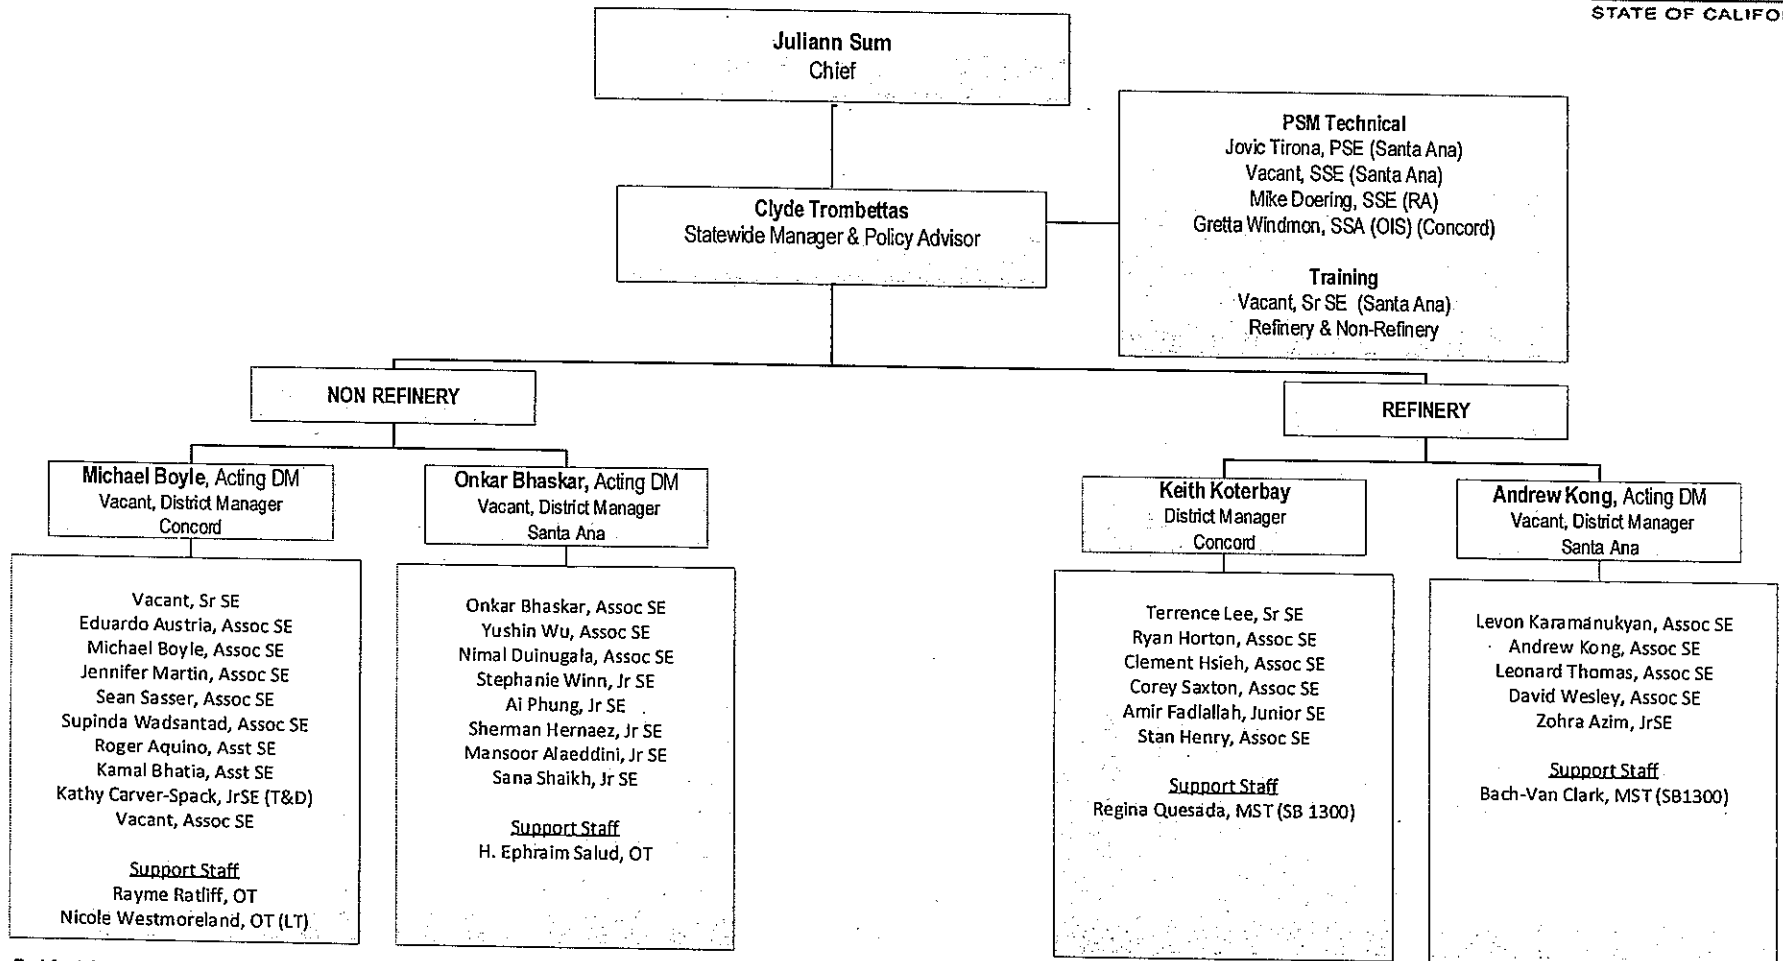 STATE OF CALIFO
Juliann Sum
Chief
PSM Technical
Jovic Tirona, PSE (Santa Ana)
Vacant, SSE (Santa Ana)
Mike Doering, SSE (RA)
Gretta Windmon, SSA (OIS) (Concord)
Training
Vacant, Sr SE (Santa Ana)
Refinery & Non-Refinery
Clyde Trombettas
Statewide Manager & Policy Advisor
NON REFINERY
REFINERY
Michael Boyle, Acting DM
Vacant, District Manager
Concord
Onkar Bhaskar, Acting DM
Vacant, District Manager
Santa Ana
Keith Koterbay
District Manager
Concord
Andrew Kong, Acting DM
Vacant, District Manager
Santa Ana
Vacant, Sr SE
Eduardo Austria, Assoc SE
Michael Boyle, Assoc SE
Jennifer Martin, Assoc SE
Sean Sasser, Assoc SE
Supinda Wadsantad, Assoc SE
Roger Aquino, Asst SE
Kamal Bhatia, Asst SE
Kathy Carver-Spack, JrSE (T&D)
Vacant, Assoc SE
Support Staff
Rayme Ratliff, OT
Nicole Westmoreland, OT (LT)
Onkar Bhaskar, Assoc SE
Yushin Wu, Assoc SE
Nimal Duinugala, Assoc SE
Stephanie Winn, Jr SE
Ai Phung, Jr SE
Sherman Hernaez, Jr SE
Mansoor Alaeddini, Jr SE
Sana Shaikh, Jr SE
Support Staff
H. Ephraim Salud, OT
Terrence Lee, Sr SE
Ryan Horton, Assoc SE
Clement Hsieh, Assoc SE
Corey Saxton, Assoc SE
Amir Fadlallah, Junior SE
Stan Henry, Assoc SE
Support Staff
Regina Quesada, MST (SB 1300)
Levon Karamanukyan, Assoc SE
Andrew Kong, Assoc SE
Leonard Thomas, Assoc SE
David Wesley, Assoc SE
Zohra Azim, JrSE
Support Staff
Bach-Van Clark, MST (SB1300)